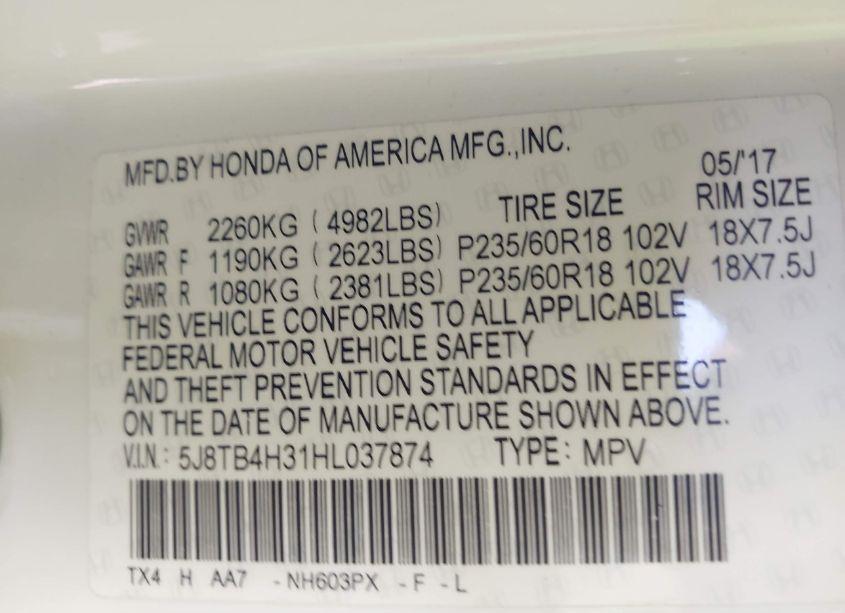 MFD.BY HONDA OF AMERICA MFG.,INC.
05/'17
GVWR 2260KG ( 4982LBS) TIRE SIZE RIM SIZE
GAWR F 1190KG ( 2623LBS) P235/60R18 102V 18X7.5J
GAWR R 1080KG ( 2381LBS) P235/60R18 102V 18X7.5J
THIS VEHICLE CONFORMS TO ALL APPLICABLE
FEDERAL MOTOR VEHICLE SAFETY
AND THEFT PREVENTION STANDARDS IN EFFECT
ON THE DATE OF MANUFACTURE SHOWN ABOVE.
V.I.N.: 5J8TB4H31HL037874 TYPE: MPV
TX4 H AA7 -NH603PX -F -L